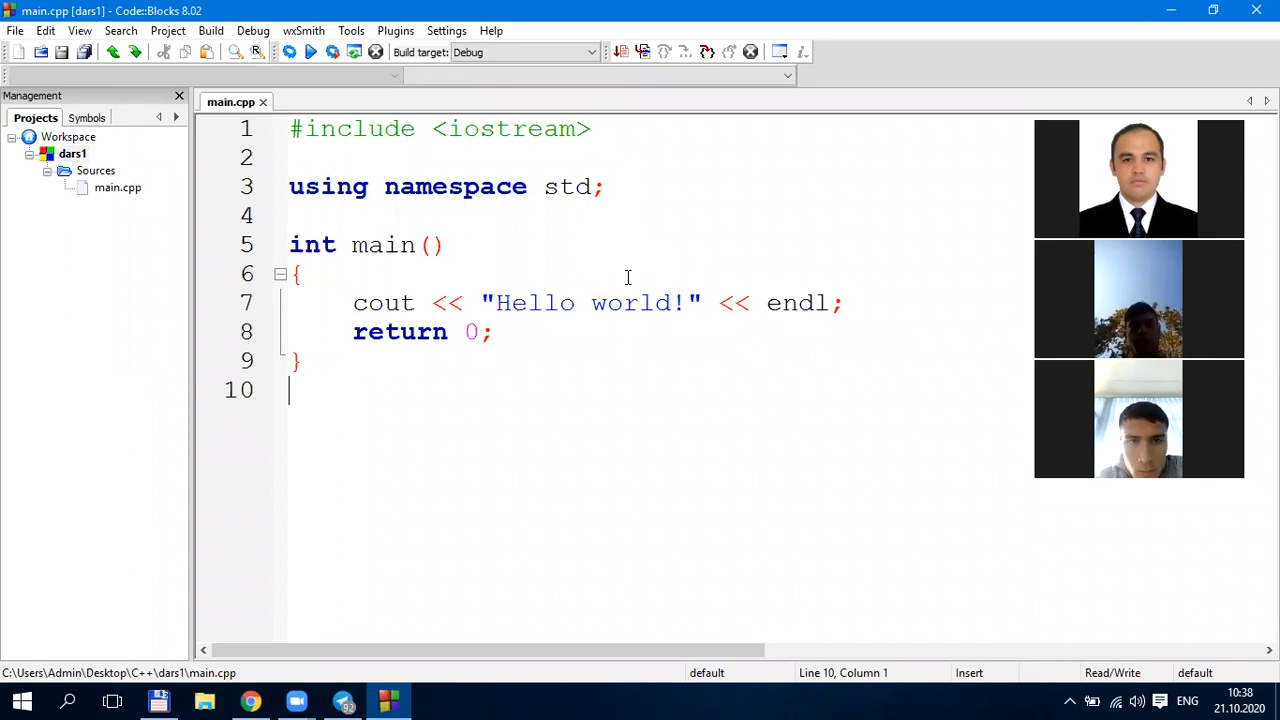 main.cpp [dars1] - Code::Blocks 8.02
File Edit View Search Project Build Debug wxSmith Tools Plugins Settings Help
Build target: Debug
Management
main.cpp
Projects Symbols
Workspace
dars1
Sources
main.cpp
1 #include <iostream>
2
3 using namespace std;
4
5 int main()
6 {
7 cout << "Hello world!" << endl;
8 return 0;
9 }
10
C:\Users\Admin\Desktop\C++\dars1\main.cpp default Line 10, Column 1 Insert Read/Write default
92
ENG
10:38
21.10.2020